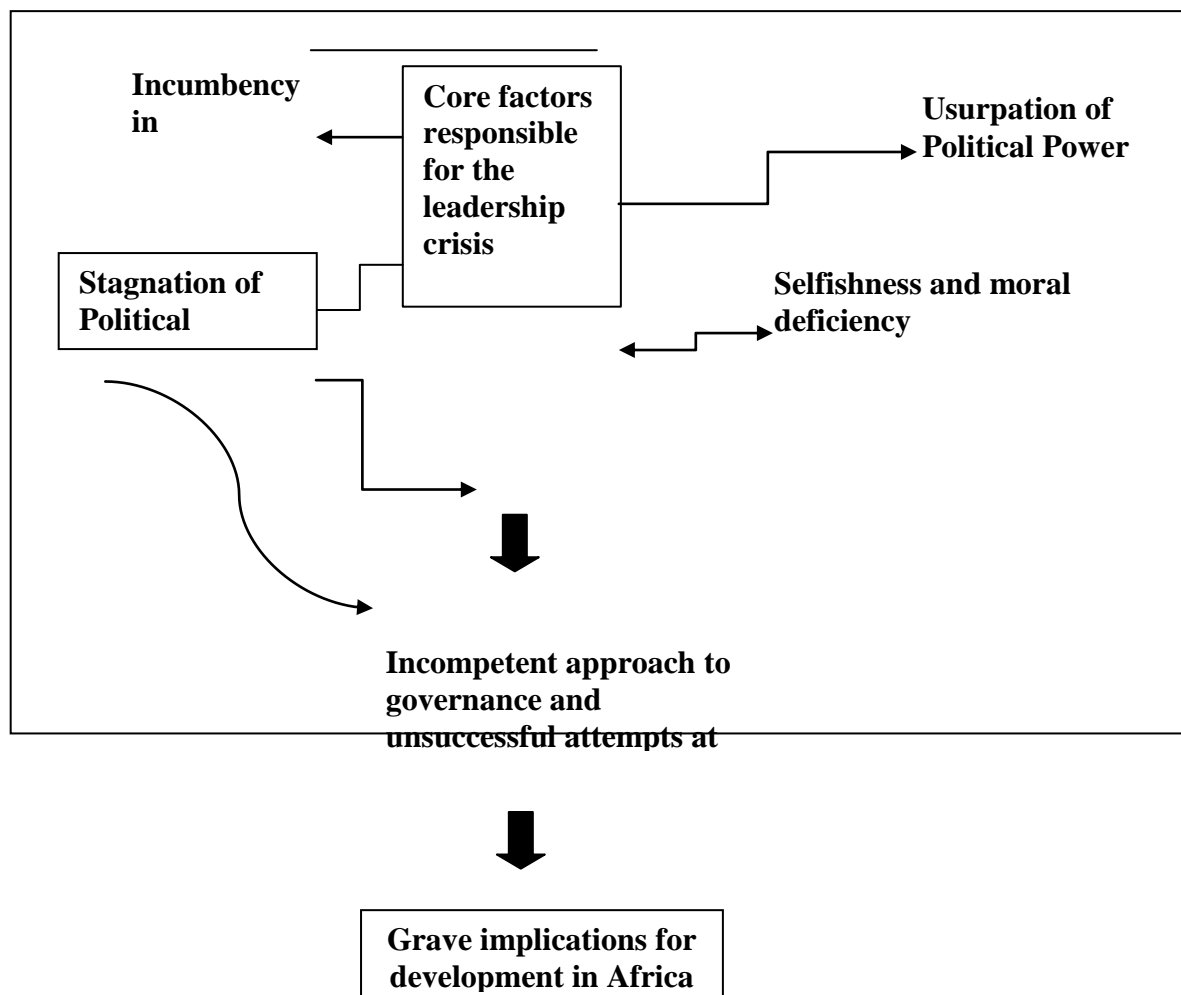 Incumbency
in
Core factors
responsible
for the
leadership
crisis
Usurpation of
Political Power
Stagnation of
Political
Selfishness and moral
deficiency
Incompetent approach to
governance and
unsuccessful attempts at
Grave implications for
development in Africa